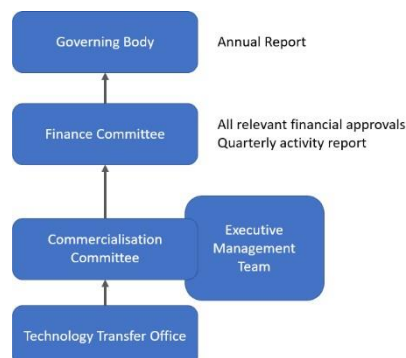 Governing Body
Annual Report
Finance Committee
All relevant financial approvals
Quarterly activity report
Commercialisation
Committee
Executive
Management
Team
Technology Transfer Office